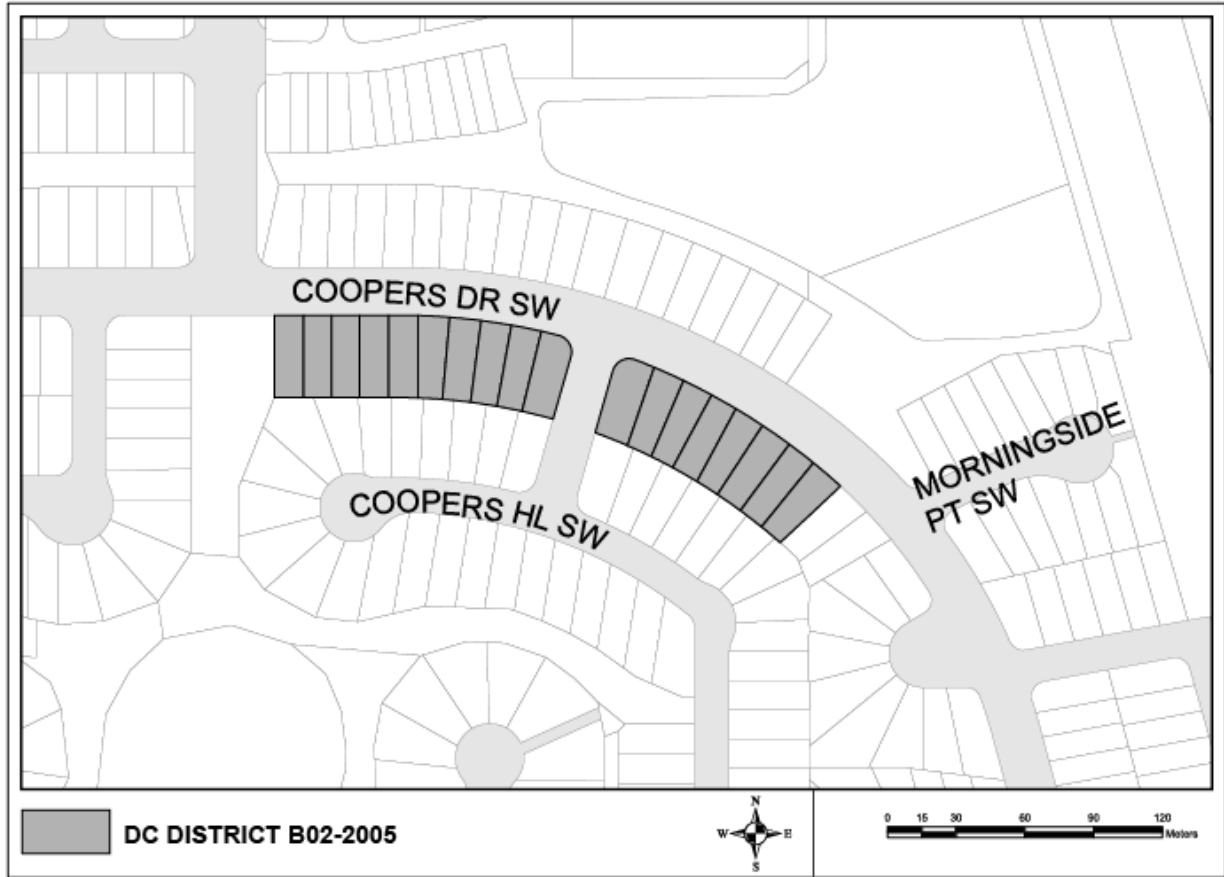 COOPERS DR SW
MORNINGSIDE
PT SW
COOPERS HL SW
DC DISTRICT B02-2005
N
W E
S
0 15 30 60 90 120
Meters